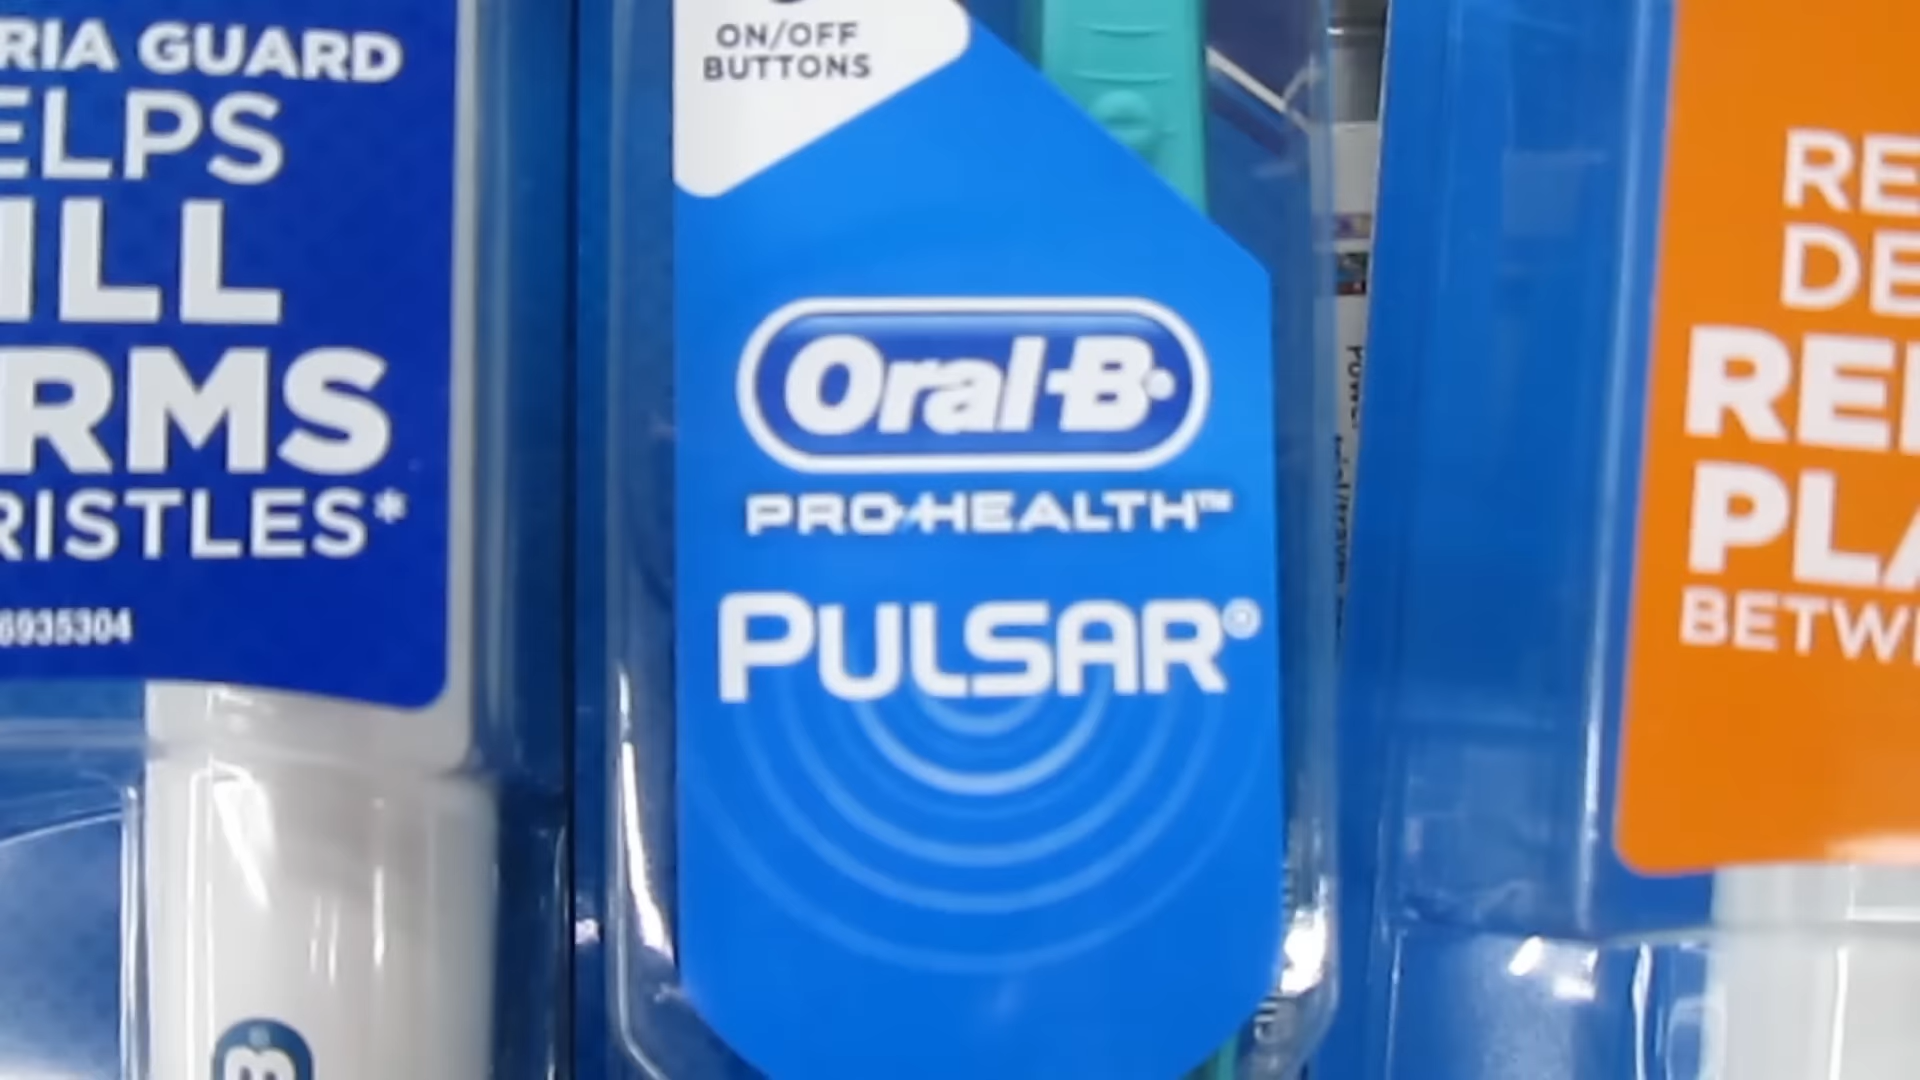 RIA GUARD
ELPS
ILL
RMS
RISTLES*
6935304
ON/OFF
BUTTONS
Oral-B
PRO-HEALTH™
PULSAR®
RE
DE
RE
PLA
BETW